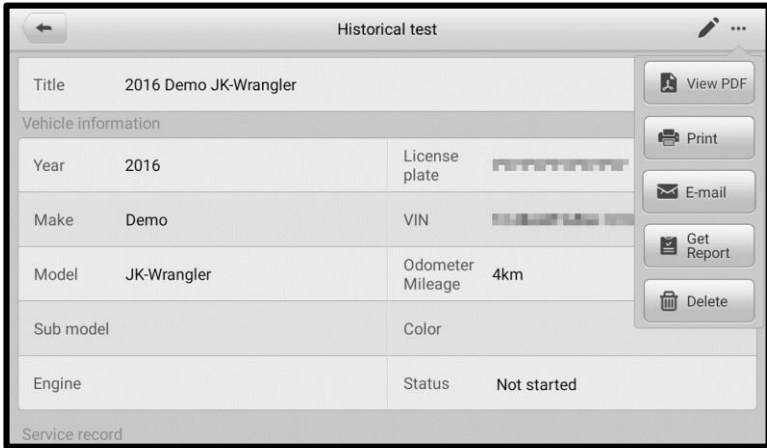 Historical test
Title 2016 Demo JK-Wrangler
View PDF
Vehicle information
Print
Year 2016
License
plate
E-mail
Make Demo
VIN
Get
Report
Model JK-Wrangler
Odometer
Mileage
4km
Delete
Sub model
Color
Engine
Status Not started
Service record